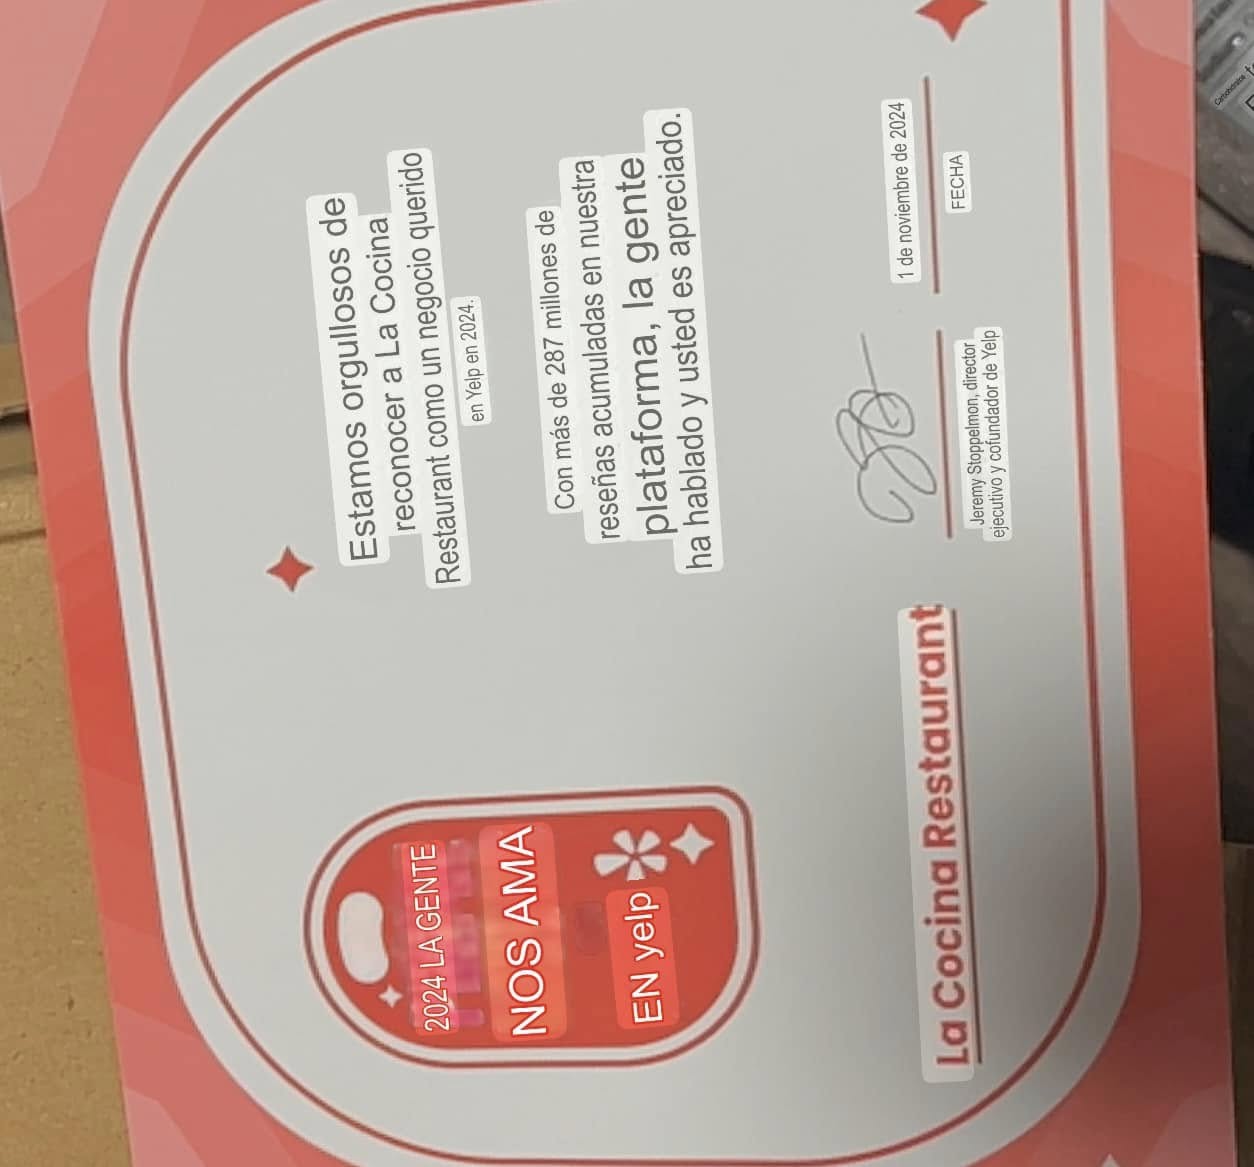 Estamos orgullosos de
reconocer a La Cocina
Restaurant como un negocio querido
en Yelp en 2024.
Con más de 287 millones de
reseñas acumuladas en nuestra
plataforma, la gente
ha hablado y usted es apreciado.
2024 LA GENTE
NOS AMA
EN yelp
La Cocina Restaurant
Jeremy Stoppelmon, director
ejecutivo y cofundador de Yelp
1 de noviembre de 2024
FECHA
Carbohidratos